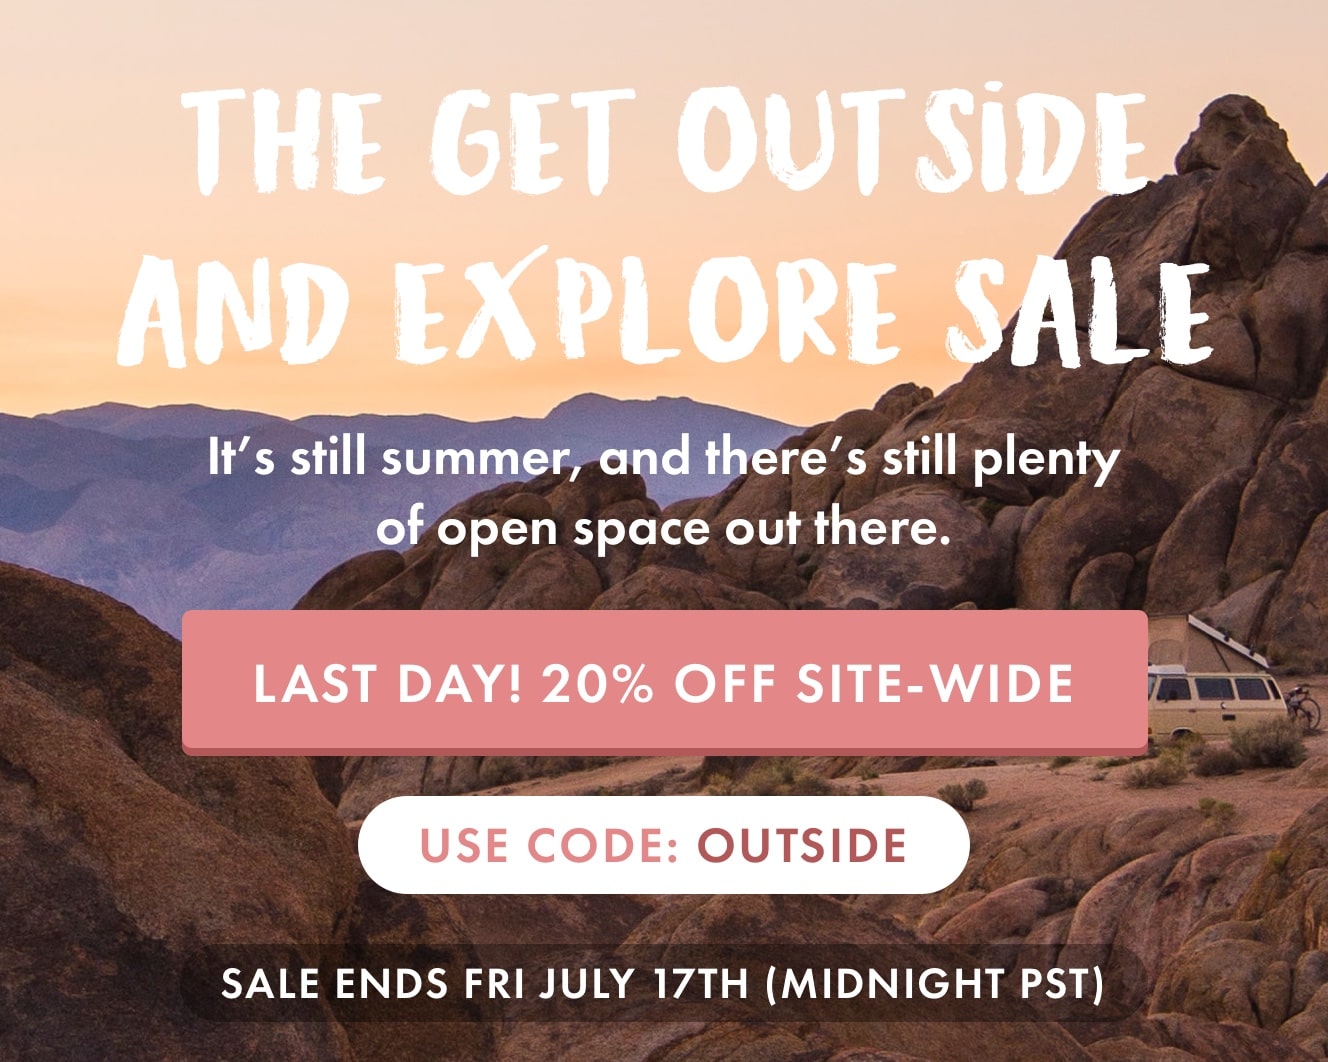 THE GET OUTSIDE
AND EXPLORE SALE
It’s still summer, and there’s still plenty
of open space out there.
LAST DAY! 20% OFF SITE-WIDE
USE CODE: OUTSIDE
SALE ENDS FRI JULY 17TH (MIDNIGHT PST)